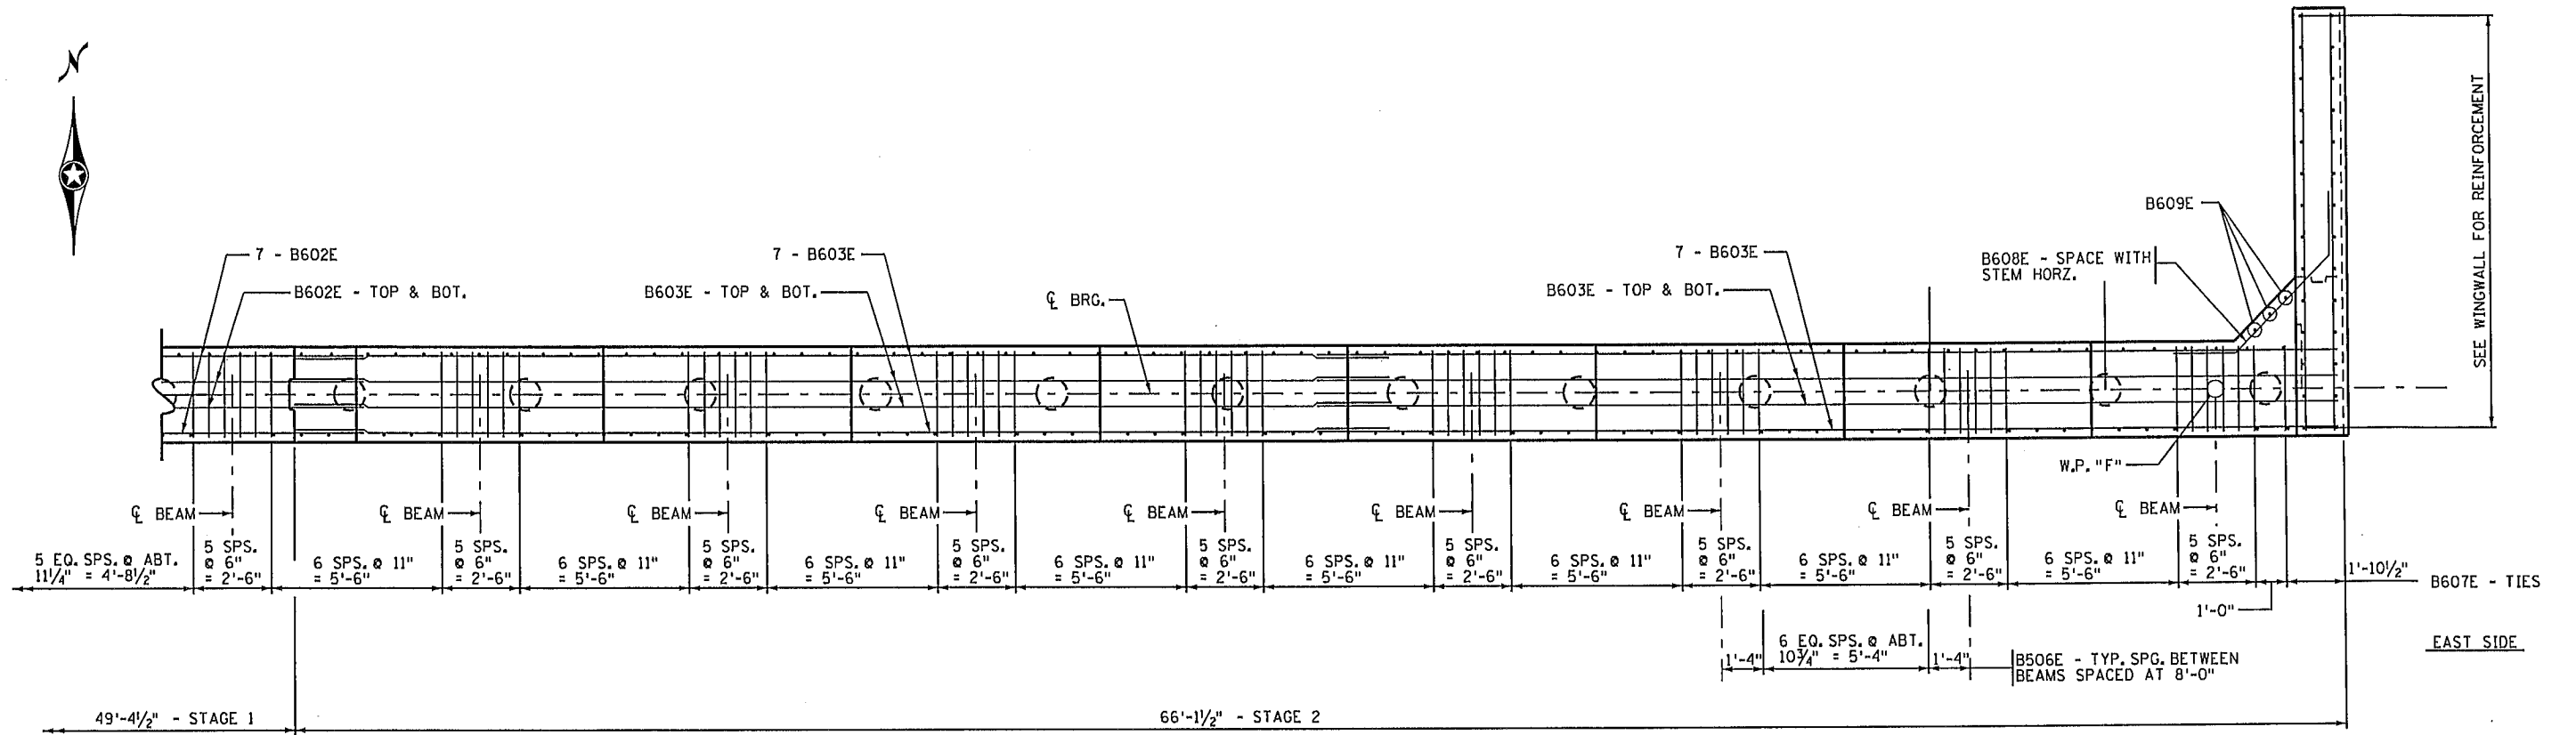 N
7 - B602E
B602E - TOP & BOT.
7 - B603E
B603E - TOP & BOT.
℄ BRG.
7 - B603E
B603E - TOP & BOT.
B608E - SPACE WITH
STEM HORZ.
B609E
SEE WINGWALL FOR REINFORCEMENT
W.P. "F"
℄ BEAM
℄ BEAM
℄ BEAM
℄ BEAM
℄ BEAM
℄ BEAM
℄ BEAM
℄ BEAM
℄ BEAM
5 EQ. SPS. @ ABT.
11¼" = 4'-8½"
5 SPS.
@ 6"
= 2'-6"
6 SPS. @ 11"
= 5'-6"
5 SPS.
@ 6"
= 2'-6"
6 SPS. @ 11"
= 5'-6"
5 SPS.
@ 6"
= 2'-6"
6 SPS. @ 11"
= 5'-6"
5 SPS.
@ 6"
= 2'-6"
6 SPS. @ 11"
= 5'-6"
5 SPS.
@ 6"
= 2'-6"
6 SPS. @ 11"
= 5'-6"
5 SPS.
@ 6"
= 2'-6"
6 SPS. @ 11"
= 5'-6"
5 SPS.
@ 6"
= 2'-6"
6 SPS. @ 11"
= 5'-6"
5 SPS.
@ 6"
= 2'-6"
6 SPS. @ 11"
= 5'-6"
5 SPS.
@ 6"
= 2'-6"
1'-10½"
B607E - TIES
1'-0"
EAST SIDE
1'-4"
6 EQ. SPS. @ ABT.
10¾" = 5'-4"
1'-4"
B506E - TYP. SPG. BETWEEN
BEAMS SPACED AT 8'-0"
49'-4½" - STAGE 1
66'-1½" - STAGE 2